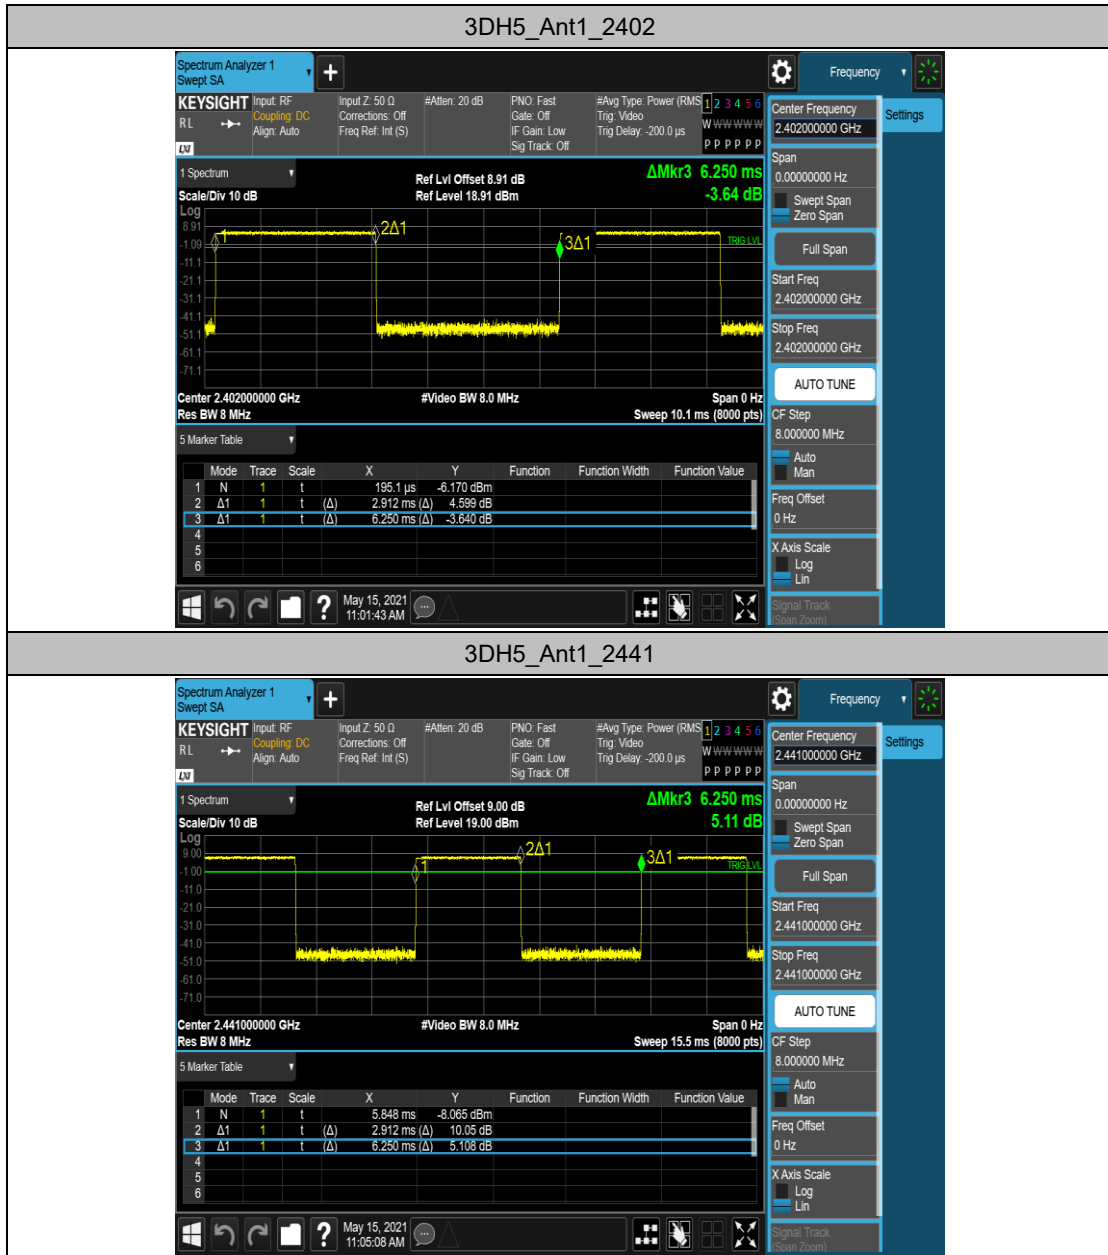 3DH5_Ant1_2402
Spectrum Analyzer 1
Swept SA
Frequency
KEYSIGHT
RL
LXI
Input: RF
Coupling: DC
Align: Auto
Input Z: 50 Ω
Corrections: Off
Freq Ref: Int (S)
#Atten: 20 dB
PNO: Fast
Gate: Off
IF Gain: Low
Sig Track: Off
#Avg Type: Power (RMS
Trig: Video
Trig Delay: -200.0 µs
1 2 3 4 5 6
W W W W W W
P P P P P P
1 Spectrum
Scale/Div 10 dB
Ref Lvl Offset 8.91 dB
Ref Level 18.91 dBm
ΔMkr3 6.250 ms
-3.64 dB
Log
8.91
-1.09
-11.1
-21.1
-31.1
-41.1
-51.1
-61.1
-71.1
1
2Δ1
3Δ1
TRIG LVL
Center 2.402000000 GHz
Res BW 8 MHz
#Video BW 8.0 MHz
Span 0 Hz
Sweep 10.1 ms (8000 pts)
5 Marker Table
Mode Trace Scale X Y Function Function Width Function Value
1 N 1 t 195.1 µs -6.170 dBm
2 Δ1 1 t (Δ) 2.912 ms (Δ) 4.599 dB
3 Δ1 1 t (Δ) 6.250 ms (Δ) -3.640 dB
4
5
6
?
May 15, 2021
11:01:43 AM
Center Frequency
2.402000000 GHz
Settings
Span
0.00000000 Hz
Swept Span
Zero Span
Full Span
Start Freq
2.402000000 GHz
Stop Freq
2.402000000 GHz
AUTO TUNE
CF Step
8.000000 MHz
Auto
Man
Freq Offset
0 Hz
X Axis Scale
Log
Lin
Signal Track
(Span Zoom)
3DH5_Ant1_2441
Spectrum Analyzer 1
Swept SA
Frequency
KEYSIGHT
RL
LXI
Input: RF
Coupling: DC
Align: Auto
Input Z: 50 Ω
Corrections: Off
Freq Ref: Int (S)
#Atten: 20 dB
PNO: Fast
Gate: Off
IF Gain: Low
Sig Track: Off
#Avg Type: Power (RMS
Trig: Video
Trig Delay: -200.0 µs
1 2 3 4 5 6
W W W W W W
P P P P P P
1 Spectrum
Scale/Div 10 dB
Ref Lvl Offset 9.00 dB
Ref Level 19.00 dBm
ΔMkr3 6.250 ms
5.11 dB
Log
9.00
-1.00
-11.0
-21.0
-31.0
-41.0
-51.0
-61.0
-71.0
1
2Δ1
3Δ1
TRIG LVL
Center 2.441000000 GHz
Res BW 8 MHz
#Video BW 8.0 MHz
Span 0 Hz
Sweep 15.5 ms (8000 pts)
5 Marker Table
Mode Trace Scale X Y Function Function Width Function Value
1 N 1 t 5.848 ms -8.065 dBm
2 Δ1 1 t (Δ) 2.912 ms (Δ) 10.05 dB
3 Δ1 1 t (Δ) 6.250 ms (Δ) 5.108 dB
4
5
6
?
May 15, 2021
11:05:08 AM
Center Frequency
2.441000000 GHz
Settings
Span
0.00000000 Hz
Swept Span
Zero Span
Full Span
Start Freq
2.441000000 GHz
Stop Freq
2.441000000 GHz
AUTO TUNE
CF Step
8.000000 MHz
Auto
Man
Freq Offset
0 Hz
X Axis Scale
Log
Lin
Signal Track
(Span Zoom)